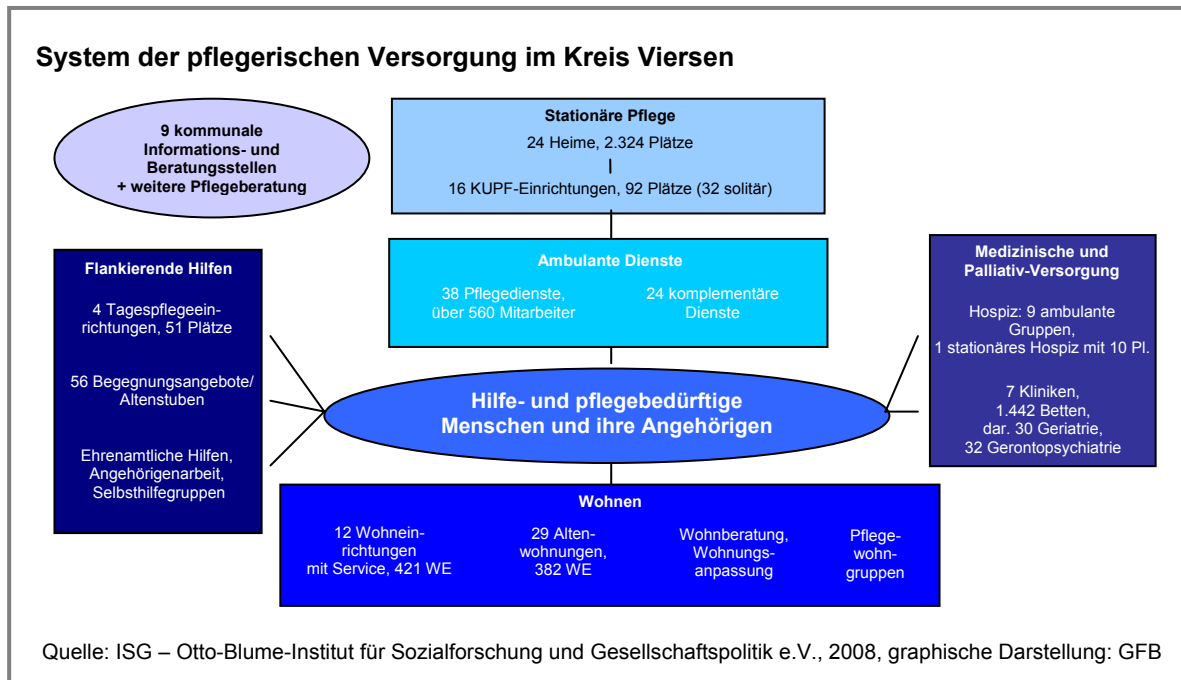 System der pflegerischen Versorgung im Kreis Viersen
9 kommunale
Informations- und
Beratungsstellen
+ weitere Pflegeberatung
Stationäre Pflege
24 Heime, 2.324 Plätze
16 KUPF-Einrichtungen, 92 Plätze (32 solitär)
Flankierende Hilfen
4 Tagespflegeein-
richtungen, 51 Plätze
56 Begegnungsangebote/
Altenstuben
Ehrenamtliche Hilfen,
Angehörigenarbeit,
Selbsthilfegruppen
Ambulante Dienste
38 Pflegedienste,
über 560 Mitarbeiter
24 komplementäre
Dienste
Medizinische und
Palliativ-Versorgung
Hospiz: 9 ambulante
Gruppen,
1 stationäres Hospiz mit 10 Pl.
7 Kliniken,
1.442 Betten,
dar. 30 Geriatrie,
32 Gerontopsychiatrie
Hilfe- und pflegebedürftige
Menschen und ihre Angehörigen
Wohnen
12 Wohnein-
richtungen
mit Service, 421 WE
29 Alten-
wohnungen,
382 WE
Wohnberatung,
Wohnungs-
anpassung
Pflege-
wohn-
gruppen
Quelle: ISG – Otto-Blume-Institut für Sozialforschung und Gesellschaftspolitik e.V., 2008, graphische Darstellung: GFB